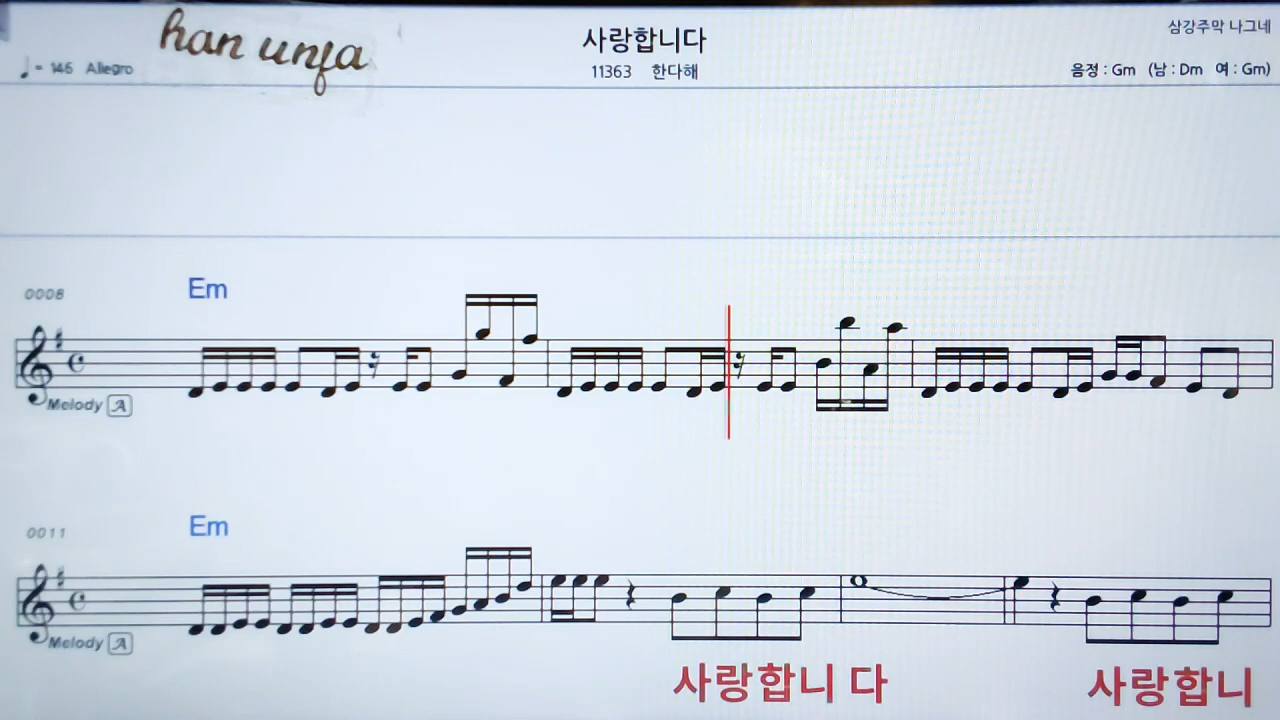 han unja
사랑합니다
삼강주막 나그네
♩ = 146 Allegro
11363 한다해
음정 : Gm (남 : Dm 여 : Gm)
0008
Em
Melody A
0011
Em
Melody A
사랑합니 다 사랑합니